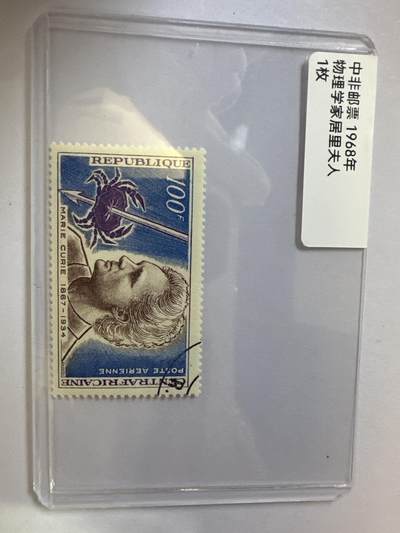 中非邮票 1968年
物理学家居里夫人
1枚
REPUBLIQUE
100F
MARIE CURIE 1867-1934
POSTE AERIENNE
CENTRAFRICAINE